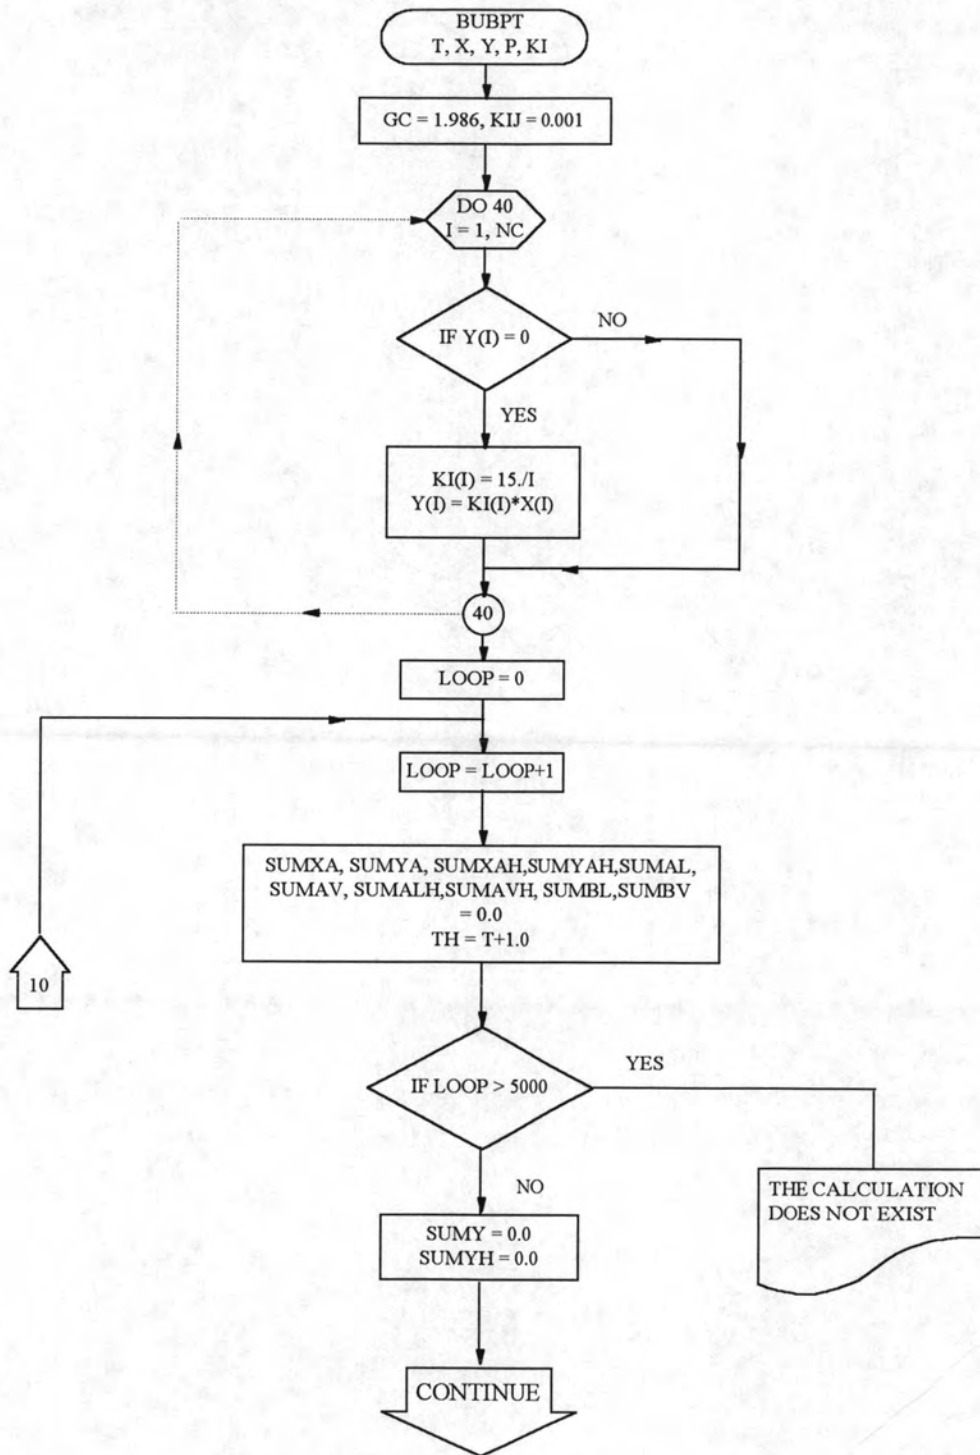 BUBPT
T, X, Y, P, KI
GC = 1.986, KIJ = 0.001
DO 40
I = 1, NC
IF Y(I) = 0
NO
YES
KI(I) = 15./I
Y(I) = KI(I)*X(I)
40
LOOP = 0
LOOP = LOOP+1
SUMXA, SUMYA, SUMXAH,SUMYAH,SUMAL,
SUMAV, SUMALH,SUMAVH, SUMBL,SUMBV
= 0.0
TH = T+1.0
10
IF LOOP > 5000
YES
NO
THE CALCULATION
DOES NOT EXIST
SUMY = 0.0
SUMYH = 0.0
CONTINUE